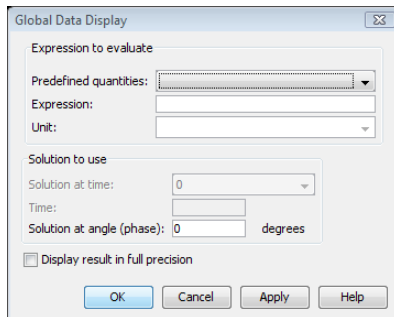 Global Data Display
Expression to evaluate
Predefined quantities:
Expression:
Unit:
Solution to use
Solution at time: 0
Time:
Solution at angle (phase): 0 degrees
Display result in full precision
OK Cancel Apply Help